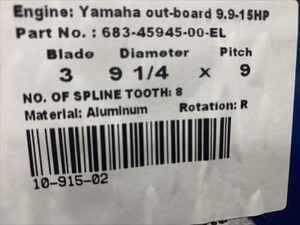 Engine: Yamaha out-board 9.9-15HP
Part No. : 683-45945-00-EL
Blade Diameter Pitch
3 9 1/4 x 9
NO. OF SPLINE TOOTH: 8
Material: Aluminum Rotation: R
10-915-02